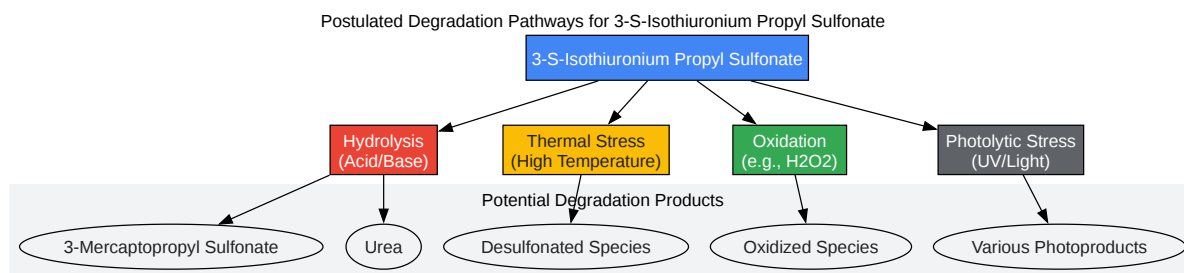 Postulated Degradation Pathways for 3-S-Isothiuronium Propyl Sulfonate
3-S-Isothiuronium Propyl Sulfonate
Hydrolysis
(Acid/Base)
Thermal Stress
(High Temperature)
Oxidation
(e.g., H2O2)
Photolytic Stress
(UV/Light)
Potential Degradation Products
3-Mercaptopropyl Sulfonate
Urea
Desulfonated Species
Oxidized Species
Various Photoproducts